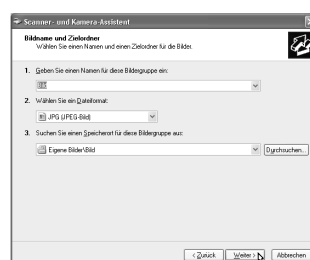 Scanner- und Kamera-Assistent
Bildname und Zielordner
Wählen Sie einen Namen und einen Zielordner für die Bilder.
1. Geben Sie einen Namen für diese Bildergruppe ein:
Bild
2. Wählen Sie ein Dateiformat:
JPG (JPEG-Bild)
3. Suchen Sie einen Speicherort für diese Bildergruppe aus:
Eigene Bilder\Bild
Durchsuchen...
< Zurück Weiter > Abbrechen